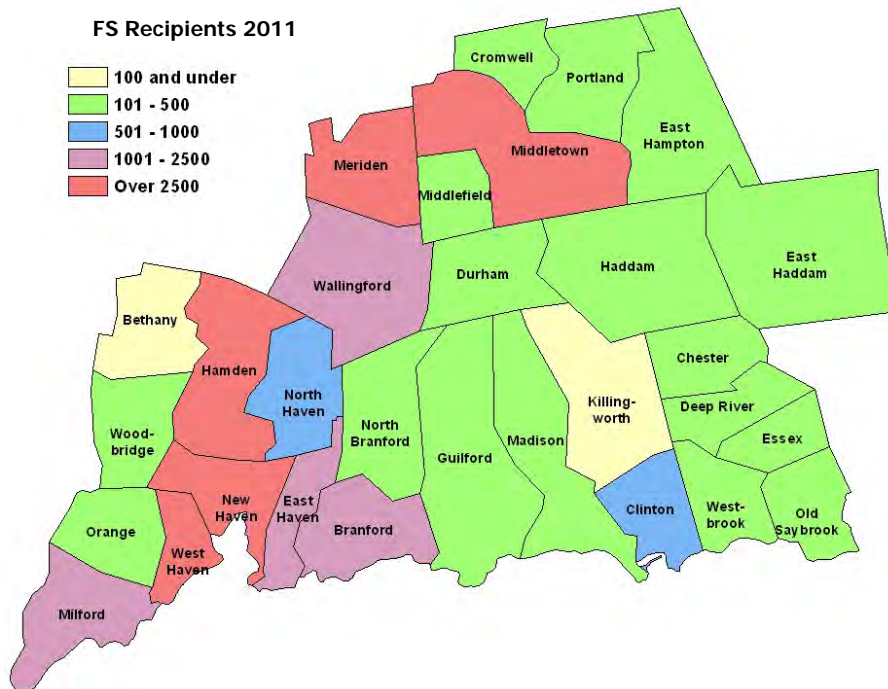 FS Recipients 2011
100 and under
101 - 500
501 - 1000
1001 - 2500
Over 2500
Cromwell
Portland
East
Hampton
Meriden
Middletown
Middlefield
Wallingford
Durham
Haddam
East
Haddam
Bethany
Hamden
North
Haven
Chester
Killing-
worth
Deep River
Wood-
bridge
North
Branford
Guilford
Madison
Essex
New
Haven
East
Haven
Branford
Clinton
West-
brook
Old
Saybrook
Orange
West
Haven
Milford